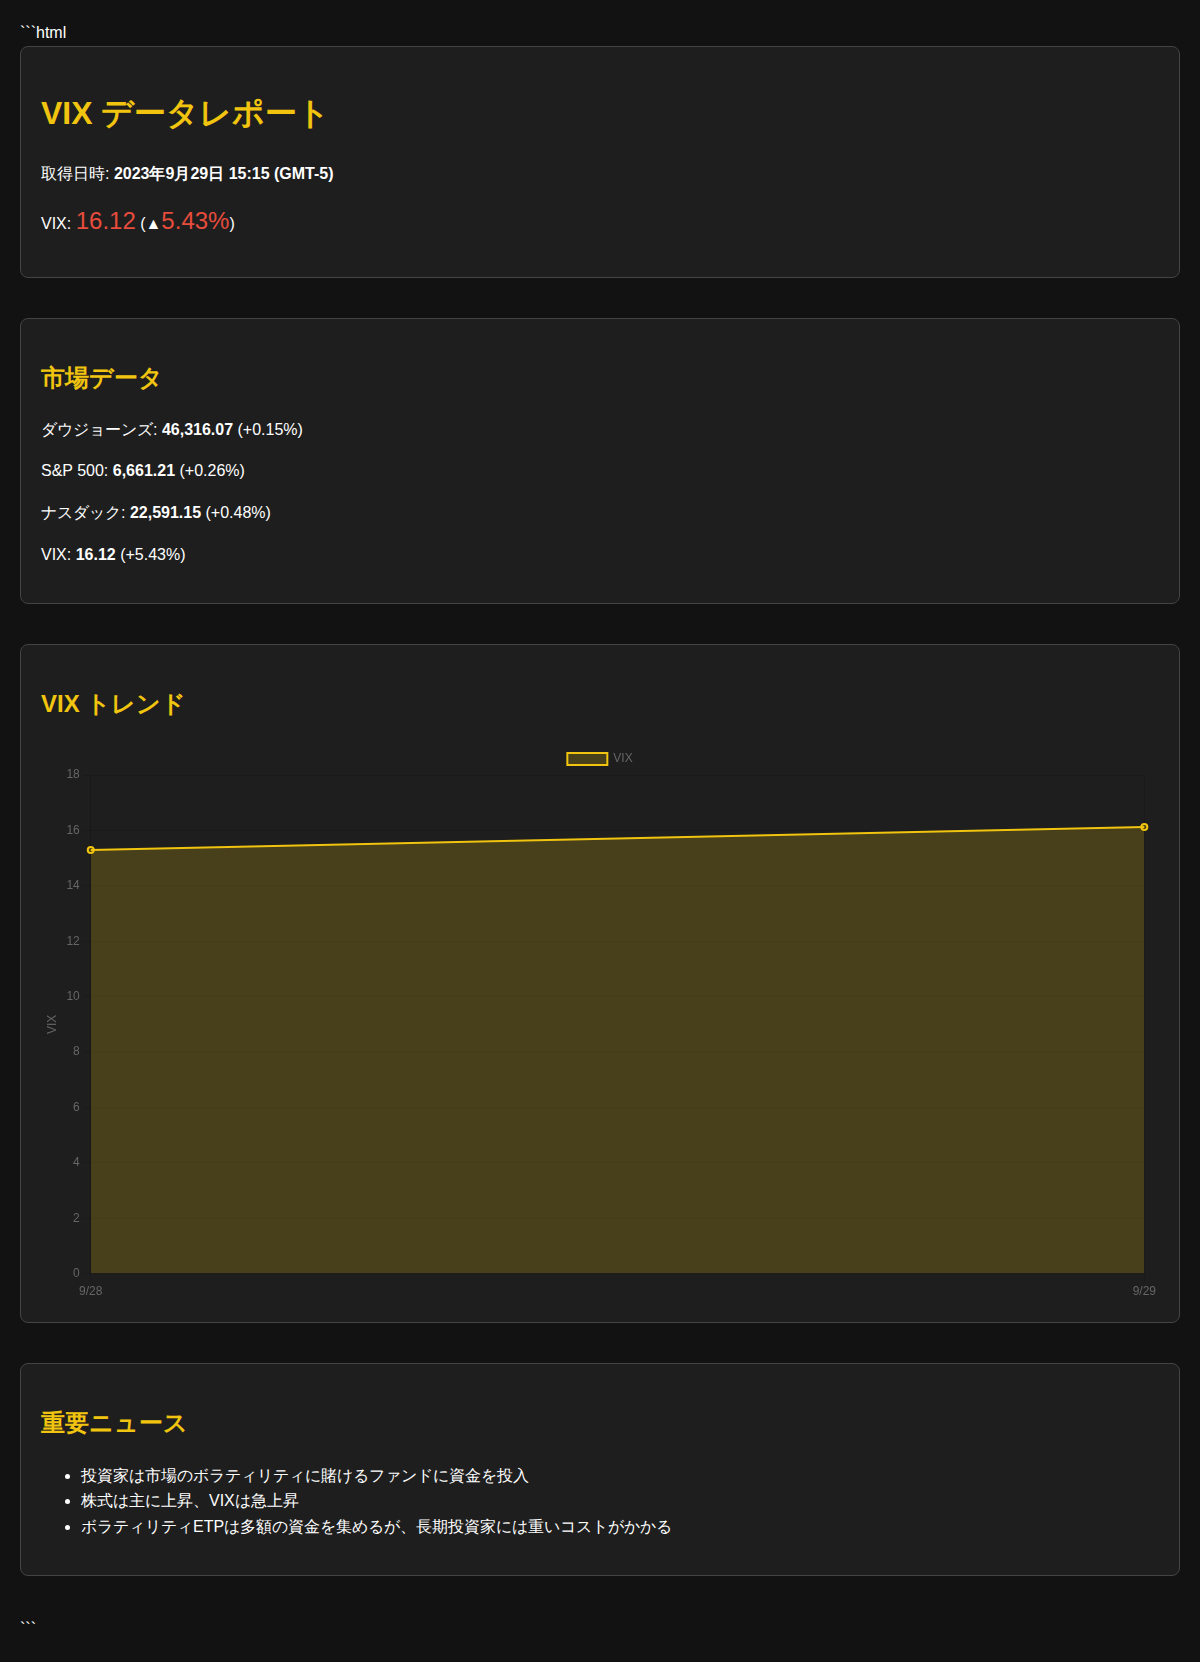 ```html
VIX データレポート
取得日時: 2023年9月29日 15:15 (GMT-5)
VIX: 16.12 (▲5.43%)
市場データ
ダウジョーンズ: 46,316.07 (+0.15%)
S&P 500: 6,661.21 (+0.26%)
ナスダック: 22,591.15 (+0.48%)
VIX: 16.12 (+5.43%)
VIX トレンド
VIX
18
16
14
12
10
VIX
8
6
4
2
0
9/28 9/29
重要ニュース
• 投資家は市場のボラティリティに賭けるファンドに資金を投入
• 株式は主に上昇、VIXは急上昇
• ボラティリティETPは多額の資金を集めるが、長期投資家には重いコストがかかる
```